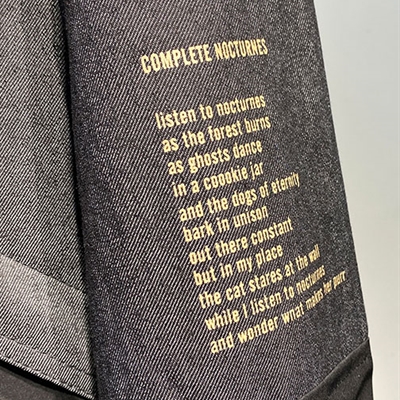 COMPLETE NOCTURNES
listen to nocturnes
as the forest burns
as ghosts dance
in a coookie jar
and the dogs of eternity
bark in unison
out there constant
but in my place
the cat stares at the wall
while I listen to nocturnes
and wonder what makes her purr